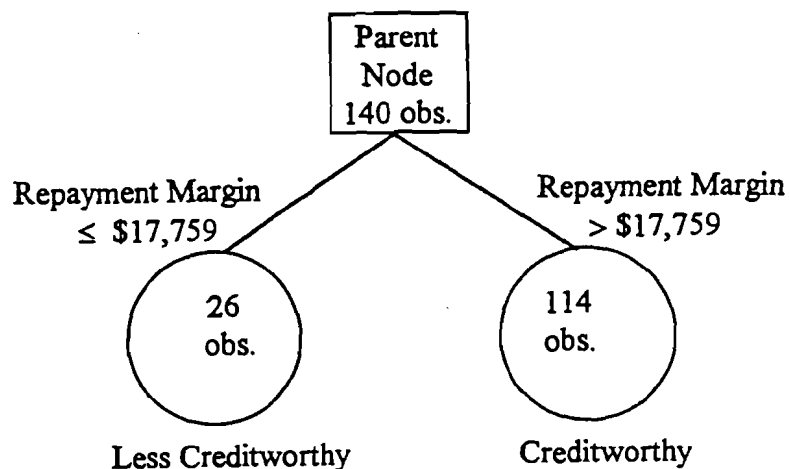 Parent
Node
140 obs.
Repayment Margin
≤ $17,759
Repayment Margin
> $17,759
26
obs.
114
obs.
Less Creditworthy
Creditworthy